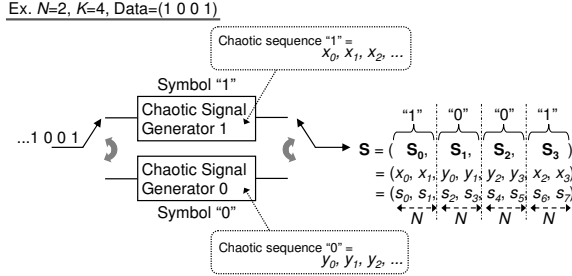 Ex. N=2, K=4, Data=(1 0 0 1)
Chaotic sequence “1” =
x0, x1, x2, ...
Symbol “1”
Chaotic Signal
Generator 1
...1 0 0 1
Chaotic Signal
Generator 0
Symbol “0”
Chaotic sequence “0” =
y0, y1, y2, ...
“1” “0” “0” “1”
S = ( S0, S1, S2, S3 )
= (x0, x1, y0, y1, y2, y3, x2, x3)
= (s0, s1, s2, s3, s4, s5, s6, s7)
N N N N